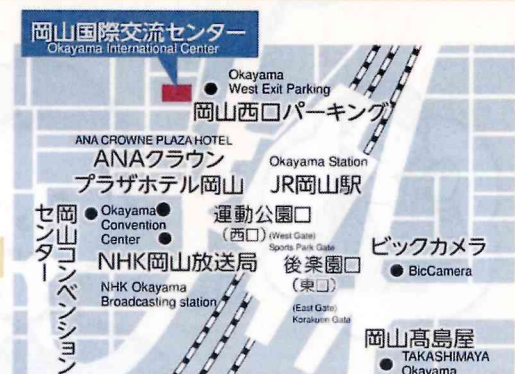 岡山国際交流センター
Okayama International Center
Okayama
West Exit Parking
岡山西口パーキング
ANA CROWNE PLAZA HOTEL
ANAクラウン
プラザホテル岡山
Okayama Station
JR岡山駅
岡山コンベンション
センター
Okayama
Convention
Center
運動公園口
(西口)
(West Gate)
Sports Park Gate
NHK岡山放送局
NHK Okayama
Broadcasting station
後楽園口
(東口)
(East Gate)
Korakuen Gate
ビックカメラ
BicCamera
岡山髙島屋
TAKASHIMAYA
Okayama